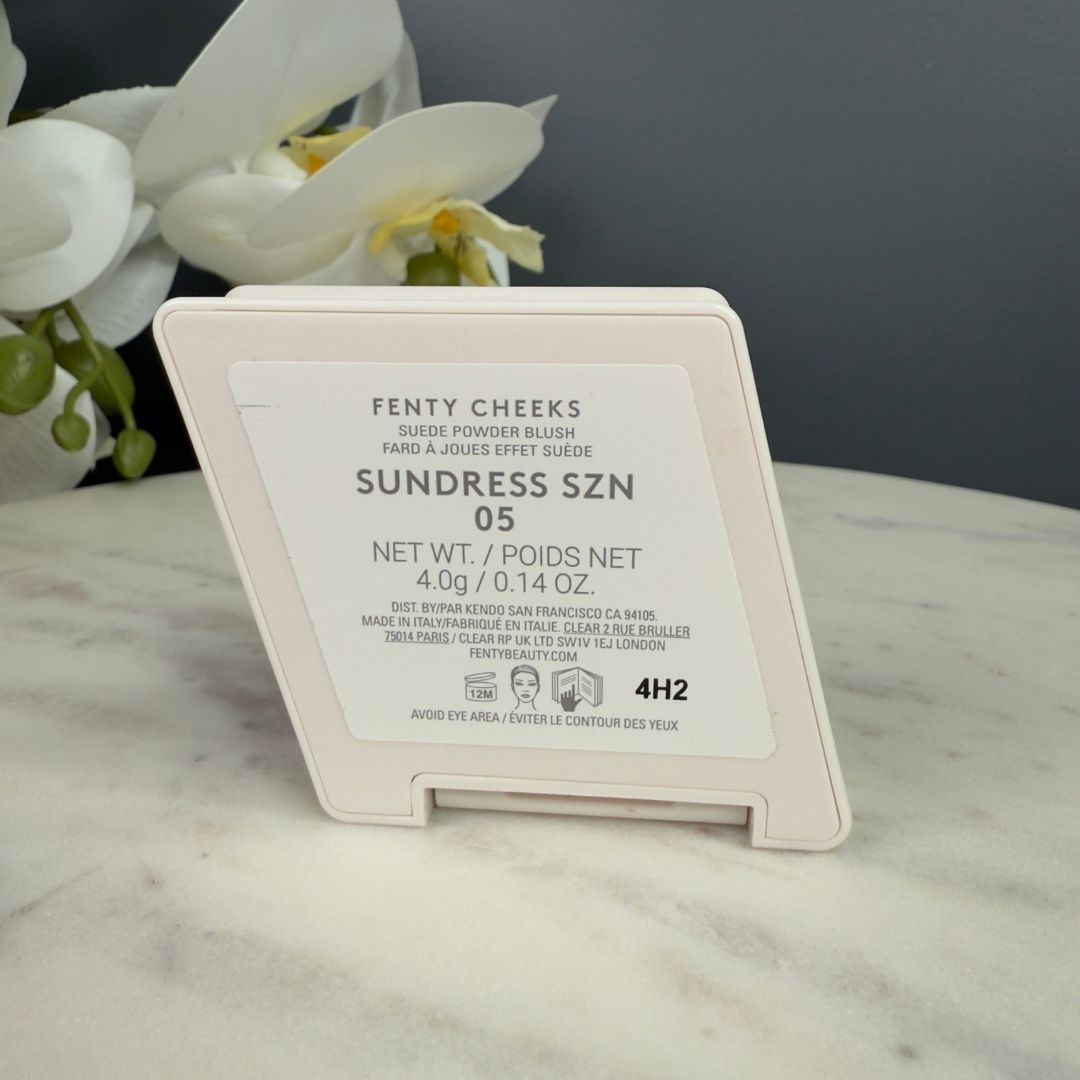 FENTY CHEEKS
SUEDE POWDER BLUSH
FARD À JOUES EFFET SUÈDE
SUNDRESS SZN
05
NET WT. / POIDS NET
4.0g / 0.14 OZ.
DIST. BY/PAR KENDO SAN FRANCISCO CA 94105.
MADE IN ITALY/FABRIQUÉ EN ITALIE. CLEAR 2 RUE BRULLER
75014 PARIS / CLEAR RP UK LTD SW1V 1EJ LONDON
FENTYBEAUTY.COM
12M
4H2
AVOID EYE AREA / ÉVITER LE CONTOUR DES YEUX